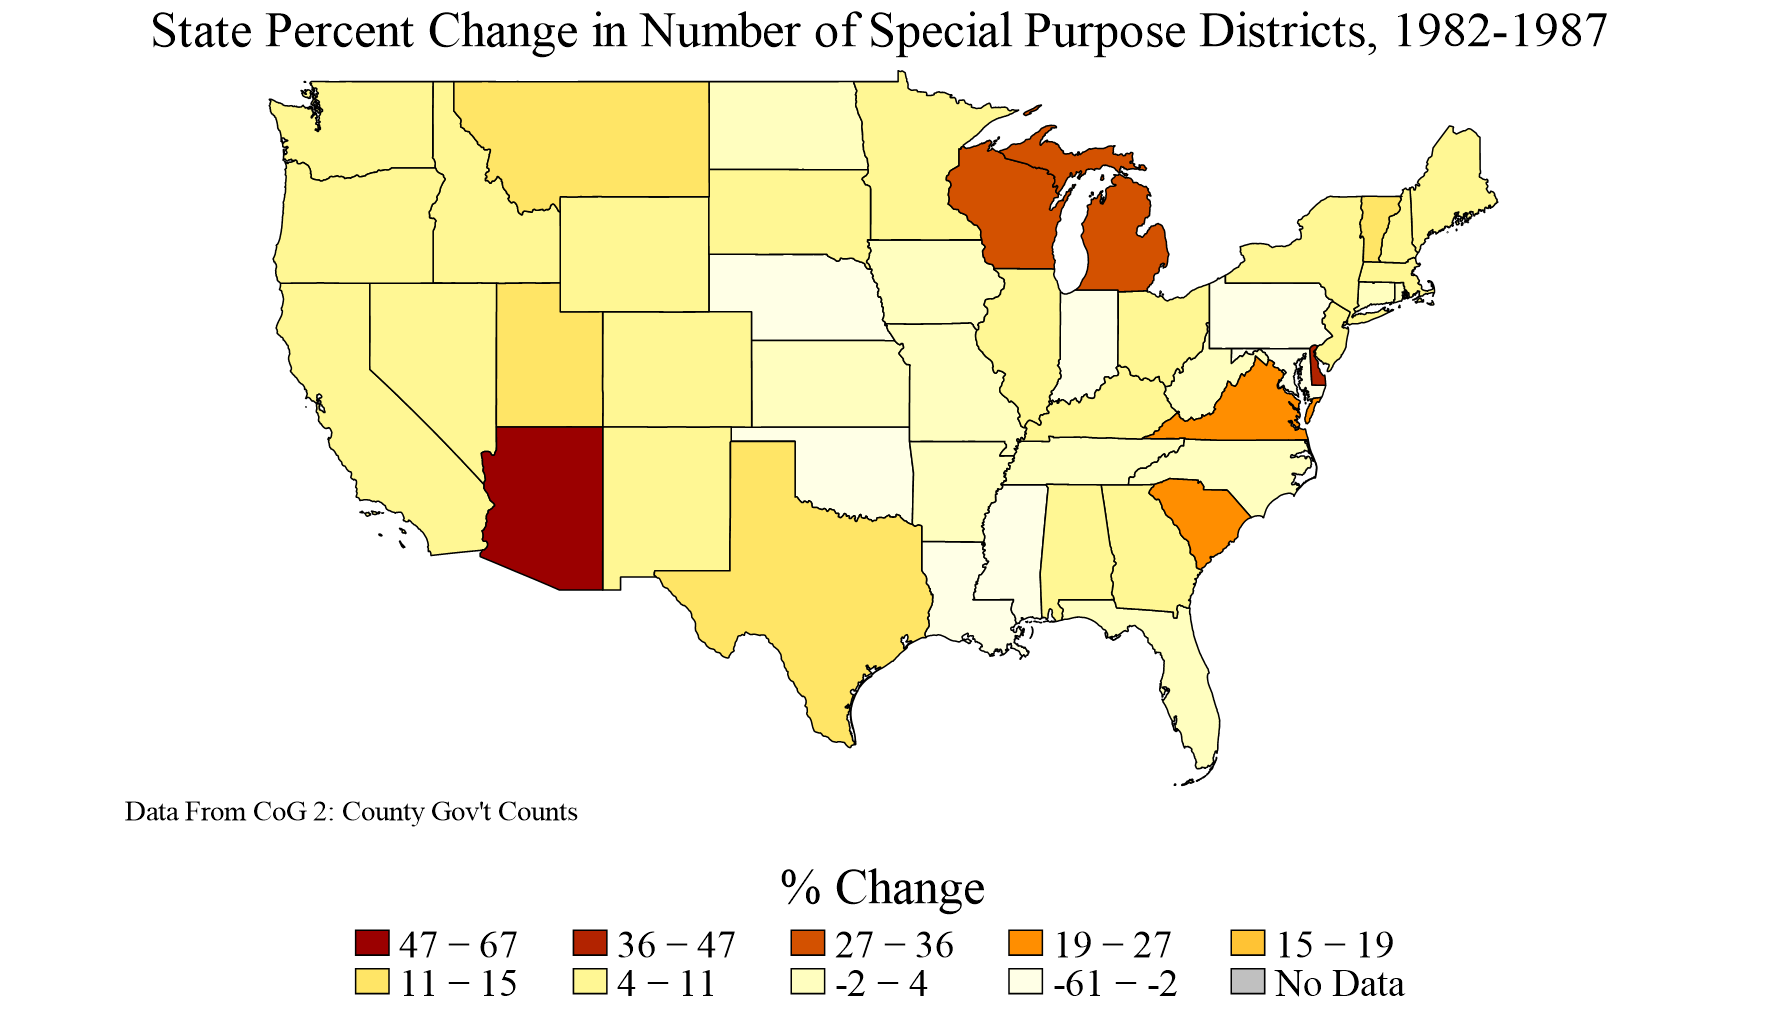 State Percent Change in Number of Special Purpose Districts, 1982-1987
Data From CoG 2: County Gov't Counts
% Change
47 – 67 36 – 47 27 – 36 19 – 27 15 – 19
11 – 15 4 – 11 -2 – 4 -61 – -2 No Data